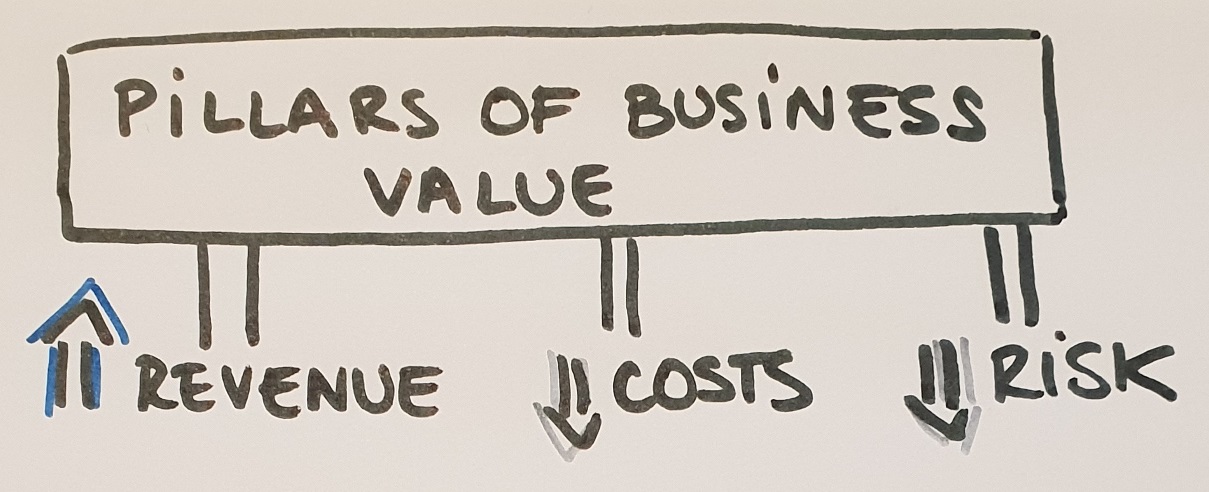 PiLLARS OF BUSiNESS
VALUE
REVENUE
COSTS
RiSK